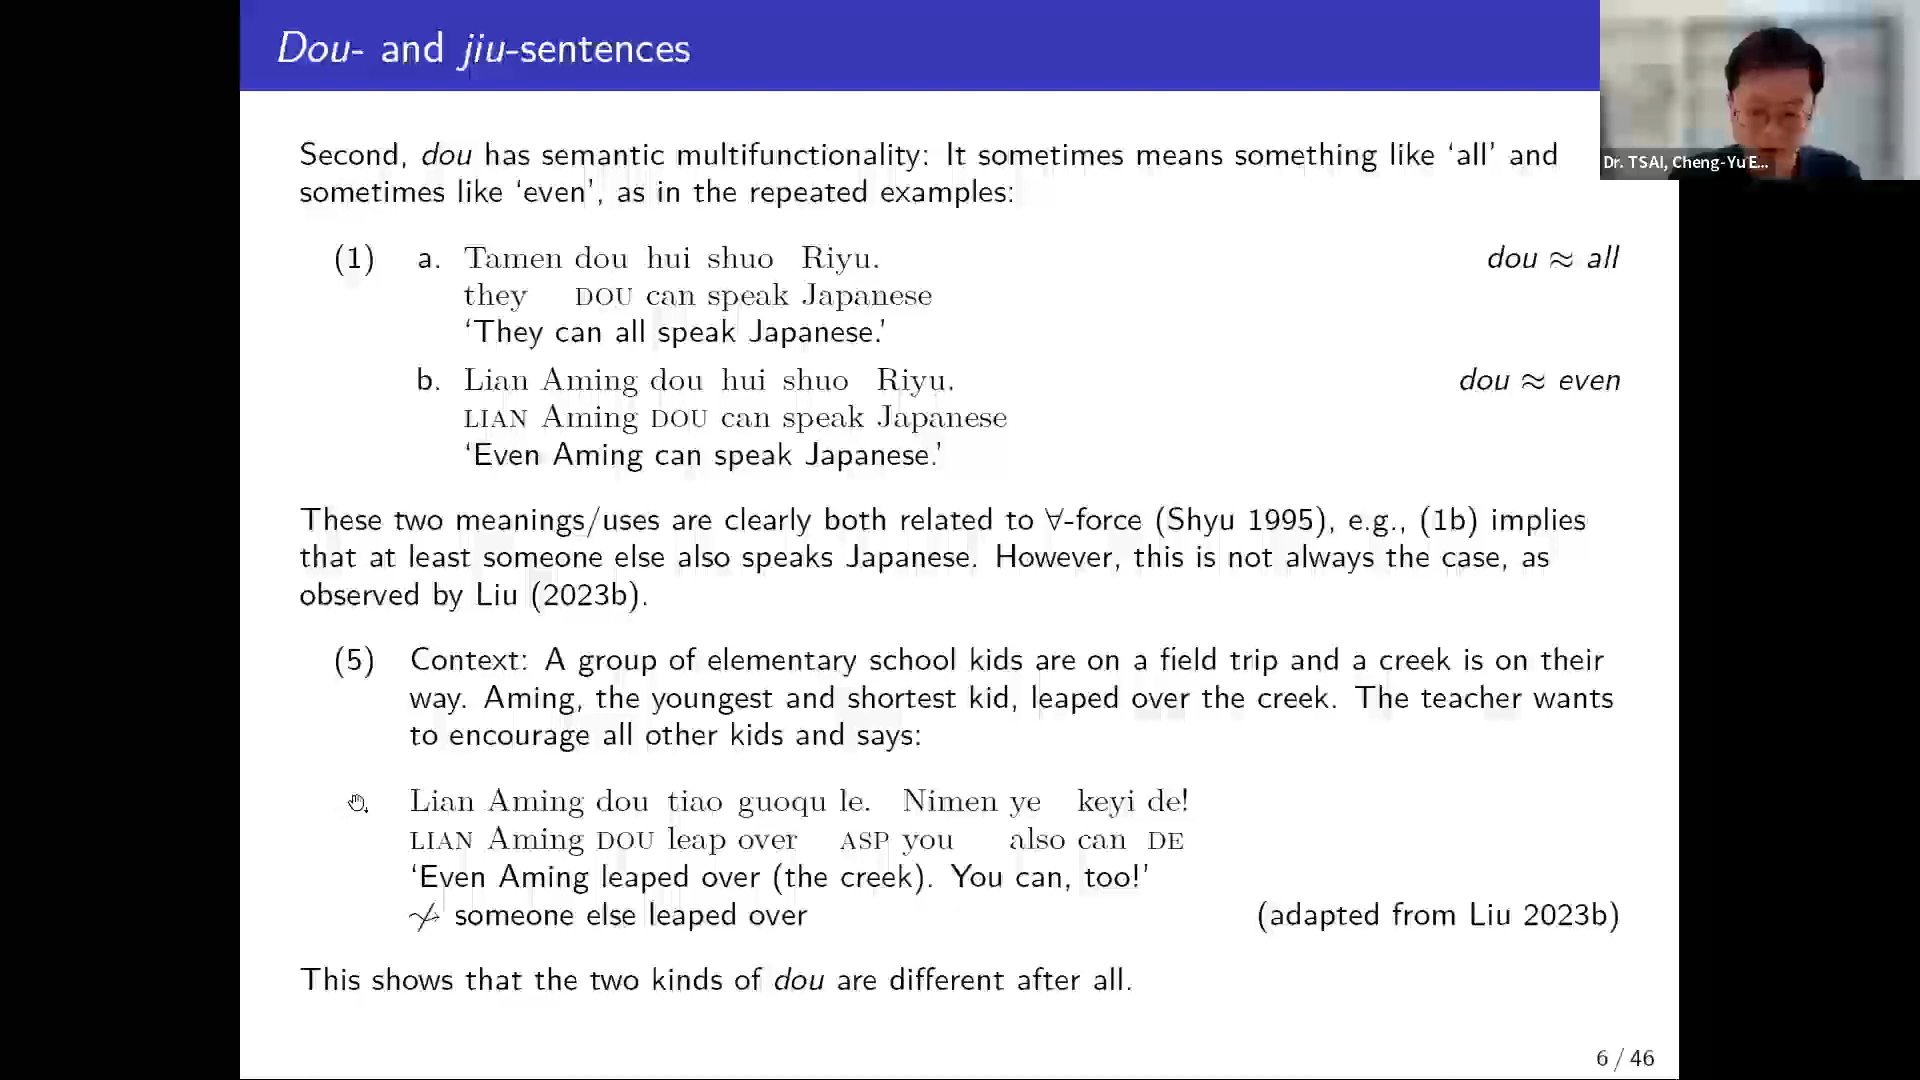 Dou- and jiu-sentences
Dr. TSAI, Cheng-Yu E...
Second, dou has semantic multifunctionality: It sometimes means something like ‘all’ and
sometimes like ‘even’, as in the repeated examples:
(1) a. Tamen dou hui shuo Riyu. dou ≈ all
they DOU can speak Japanese
‘They can all speak Japanese.’
b. Lian Aming dou hui shuo Riyu. dou ≈ even
LIAN Aming DOU can speak Japanese
‘Even Aming can speak Japanese.’
These two meanings/uses are clearly both related to ∀-force (Shyu 1995), e.g., (1b) implies
that at least someone else also speaks Japanese. However, this is not always the case, as
observed by Liu (2023b).
(5) Context: A group of elementary school kids are on a field trip and a creek is on their
way. Aming, the youngest and shortest kid, leaped over the creek. The teacher wants
to encourage all other kids and says:
Lian Aming dou tiao guoqu le. Nimen ye keyi de!
LIAN Aming DOU leap over ASP you also can DE
‘Even Aming leaped over (the creek). You can, too!’
≁ someone else leaped over (adapted from Liu 2023b)
This shows that the two kinds of dou are different after all.
6 / 46